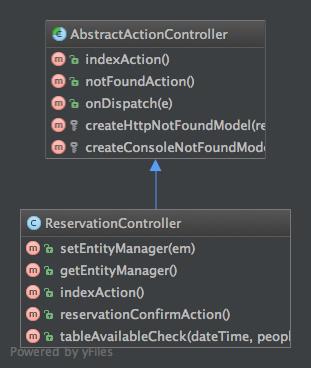 AbstractActionController
m indexAction()
m notFoundAction()
m onDispatch(e)
m createHttpNotFoundModel(re
m createConsoleNotFoundMode
C ReservationController
m setEntityManager(em)
m getEntityManager()
m indexAction()
m reservationConfirmAction()
m tableAvailableCheck(dateTime, peopl
Powered by yFiles